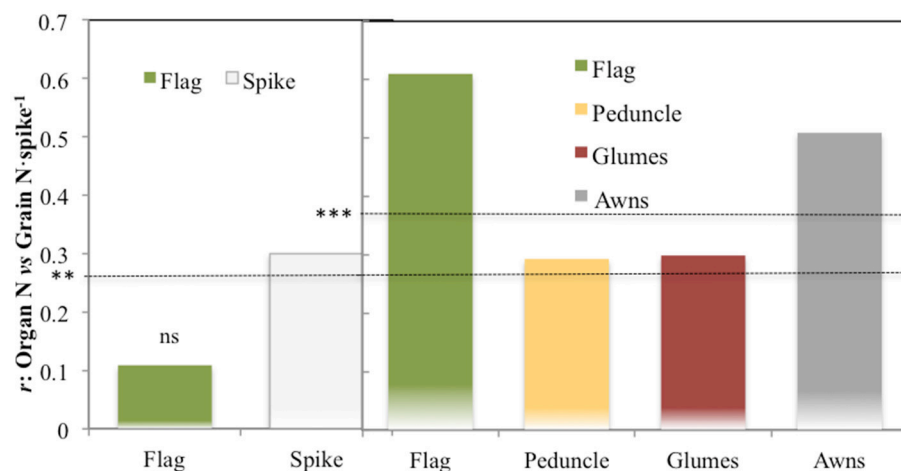 r: Organ N vs Grain N·spike⁻¹
0.7
0.6
0.5
0.4
0.3
0.2
0.1
0
***
**
Flag Spike
ns
Flag
Peduncle
Glumes
Awns
Flag Spike Flag Peduncle Glumes Awns